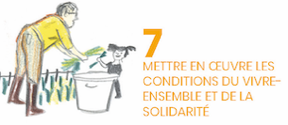 7
METTRE EN ŒUVRE LES
CONDITIONS DU VIVRE-
ENSEMBLE ET DE LA
SOLIDARITÉ